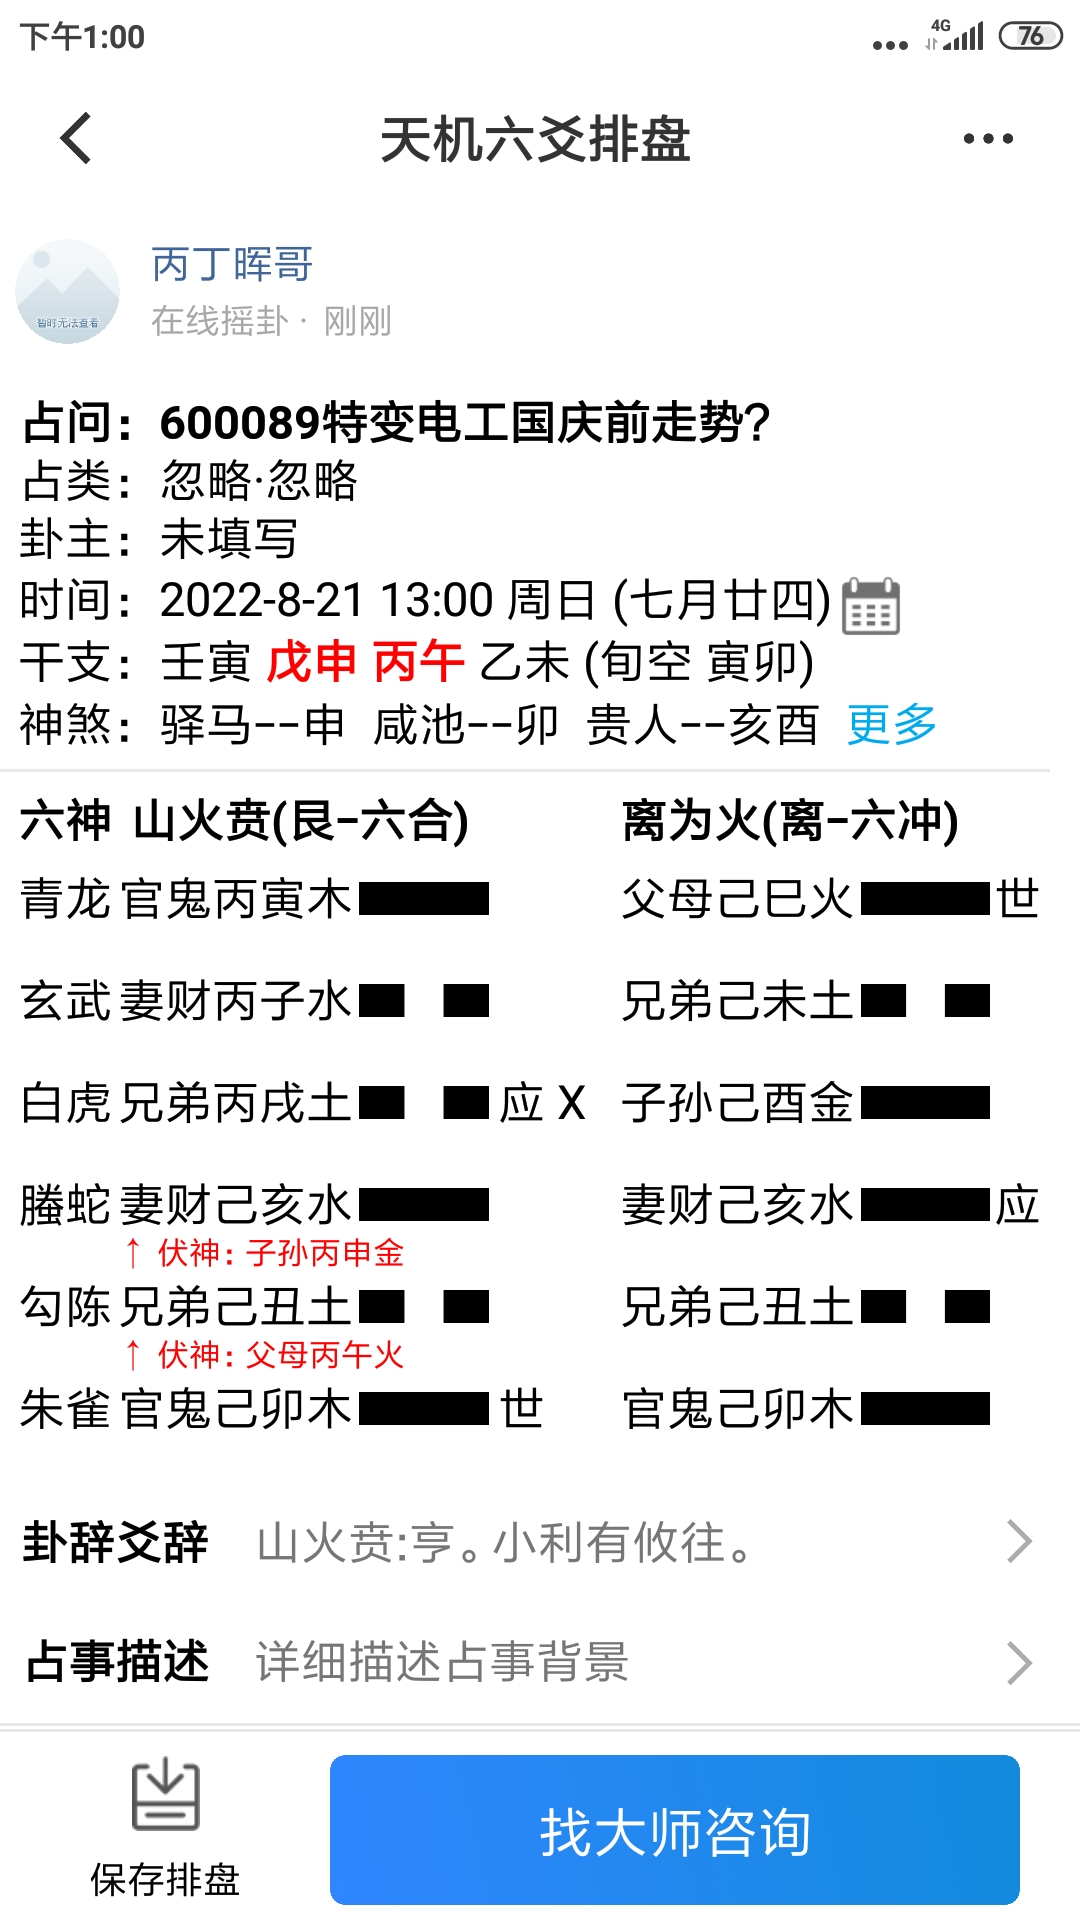 下午1:00
4G
76
天机六爻排盘
丙丁晖哥
暂时无法查看
在线摇卦· 刚刚
占问：600089特变电工国庆前走势?
占类：忽略·忽略
卦主：未填写
时间：2022-8-21 13:00 周日 (七月廿四)
干支：壬寅 戊申 丙午 乙未 (旬空 寅卯)
神煞：驿马--申 咸池--卯 贵人--亥酉 更多
六神 山火贲(艮-六合) 离为火(离-六冲)
青龙 官鬼丙寅木 父母己巳火 世
玄武 妻财丙子水 兄弟己未土
白虎 兄弟丙戌土 应 X 子孙己酉金
螣蛇 妻财己亥水 妻财己亥水 应
↑ 伏神：子孙丙申金
勾陈 兄弟己丑土 兄弟己丑土
↑ 伏神：父母丙午火
朱雀 官鬼己卯木 世 官鬼己卯木
卦辞爻辞 山火贲:亨。小利有攸往。
占事描述 详细描述占事背景
保存排盘
找大师咨询